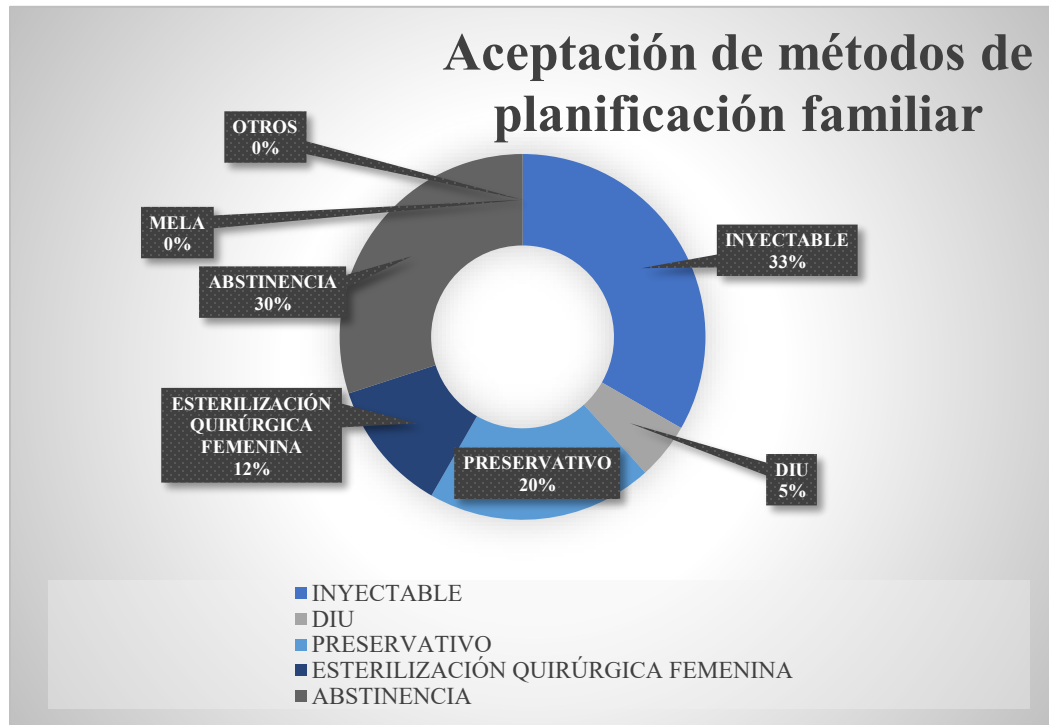 Aceptación de métodos de
planificación familiar
OTROS
0%
MELA
0%
ABSTINENCIA
30%
INYECTABLE
33%
ESTERILIZACIÓN
QUIRÚRGICA
FEMENINA
12%
PRESERVATIVO
20%
DIU
5%
INYECTABLE
DIU
PRESERVATIVO
ESTERILIZACIÓN QUIRÚRGICA FEMENINA
ABSTINENCIA